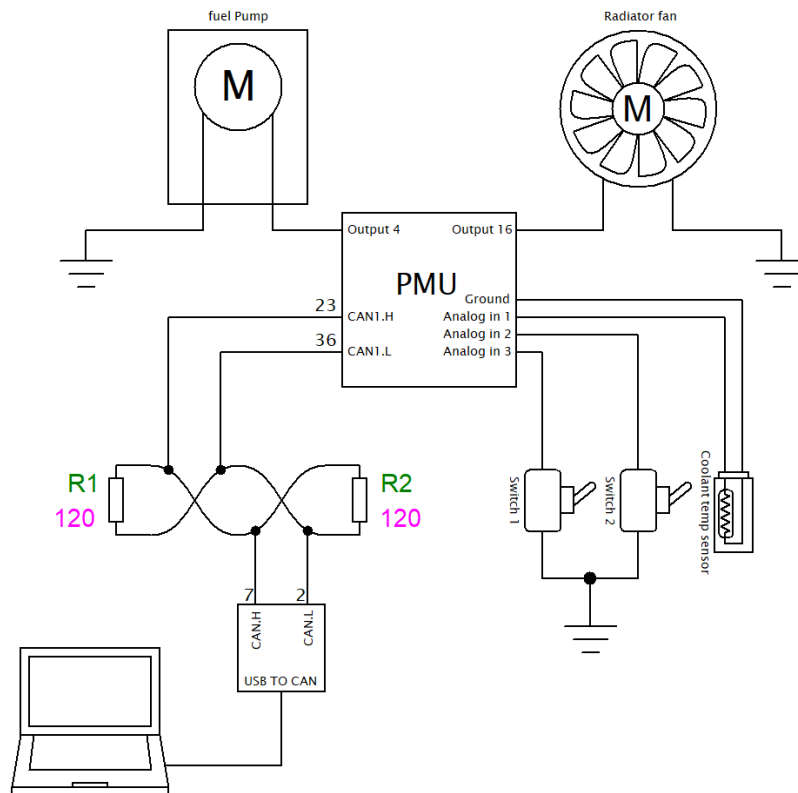 fuel Pump
Radiator fan
M
M
Output 4
Output 16
PMU
Ground
23
CAN1.H
Analog in 1
Analog in 2
36
CAN1.L
Analog in 3
R1
120
R2
120
Switch 1
Switch 2
Coolant temp sensor
7
2
CAN.H
CAN.L
USB TO CAN